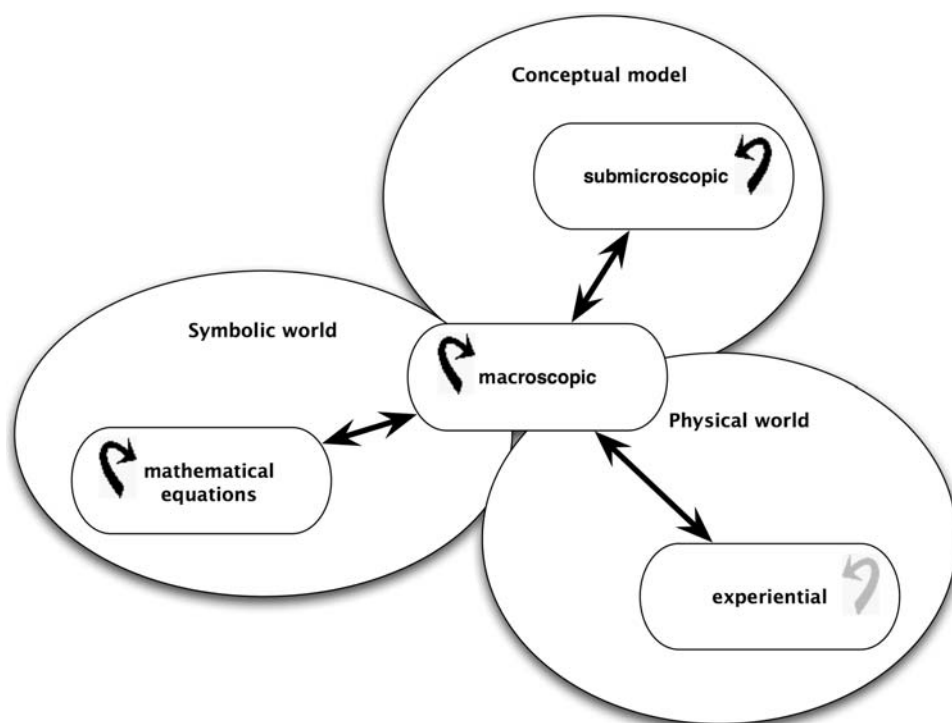 Conceptual model
submicroscopic
Symbolic world
macroscopic
Physical world
mathematical
equations
experiential